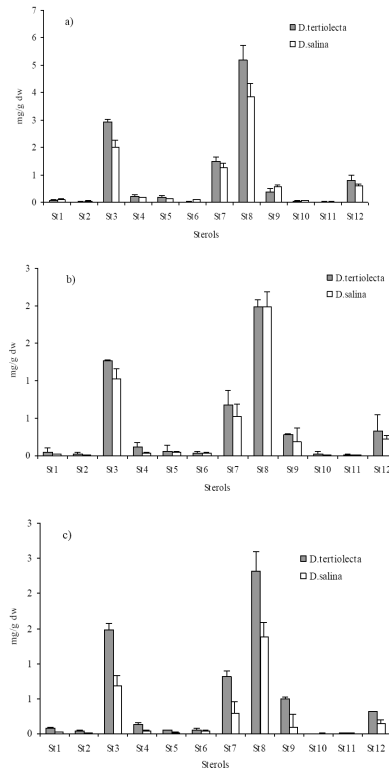 a)
D.tertiolecta
D.salina
mg/g dw
7
6
5
4
3
2
1
0
St1 St2 St3 St4 St5 St6 St7 St8 St9 St10 St11 St12
Sterols
b)
D.tertiolecta
D.salina
mg/g dw
3
2
2
1
1
0
St1 St2 St3 St4 St5 St6 St7 St8 St9 St10 St11 St12
Sterols
c)
D.tertiolecta
D.salina
mg/g dw
3
3
2
2
1
1
0
St1 St2 St3 St4 St5 St6 St7 St8 St9 St10 St11 St12
Sterols